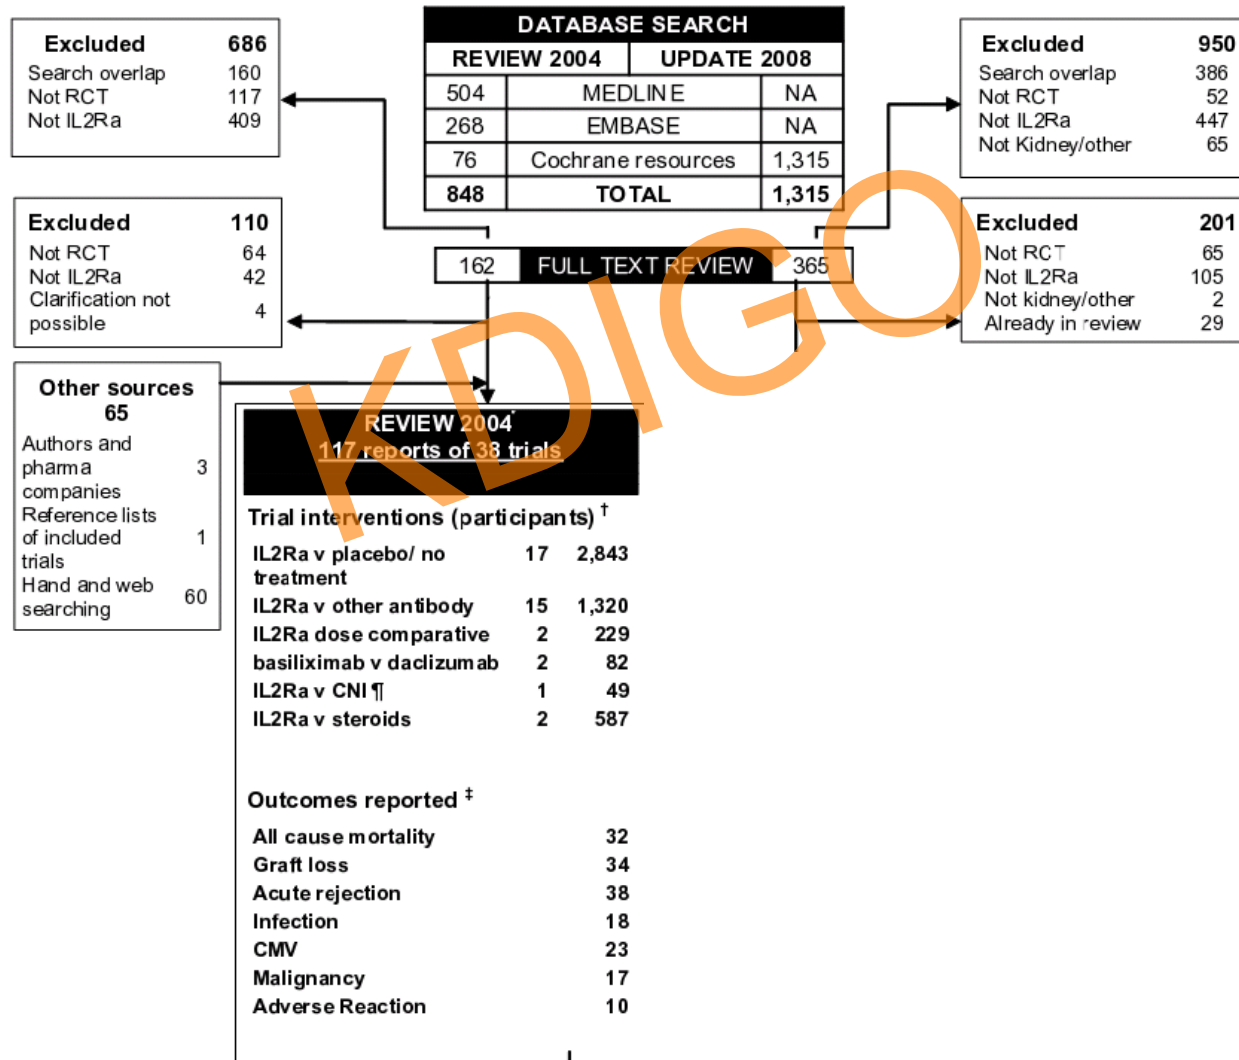 DATABASE SEARCH
REVIEW 2004 UPDATE 2008
504 MEDLINE NA
268 EMBASE NA
76 Cochrane resources 1,315
848 TOTAL 1,315
Excluded 686
Search overlap 160
Not RCT 117
Not IL2Ra 409
Excluded 950
Search overlap 386
Not RCT 52
Not IL2Ra 447
Not Kidney/other 65
162 FULL TEXT REVIEW 365
Excluded 110
Not RCT 64
Not IL2Ra 42
Clarification not
possible 4
Excluded 201
Not RCT 65
Not IL2Ra 105
Not kidney/other 2
Already in review 29
Other sources
65
Authors and
pharma 3
companies
Reference lists
of included 1
trials
Hand and web
searching 60
REVIEW 2004*
117 reports of 38 trials
Trial interventions (participants) †
IL2Ra v placebo/ no 17 2,843
treatment
IL2Ra v other antibody 15 1,320
IL2Ra dose comparative 2 229
basiliximab v daclizumab 2 82
IL2Ra v CNI ¶ 1 49
IL2Ra v steroids 2 587
Outcomes reported ‡
All cause mortality 32
Graft loss 34
Acute rejection 38
Infection 18
CMV 23
Malignancy 17
Adverse Reaction 10
KDIGO